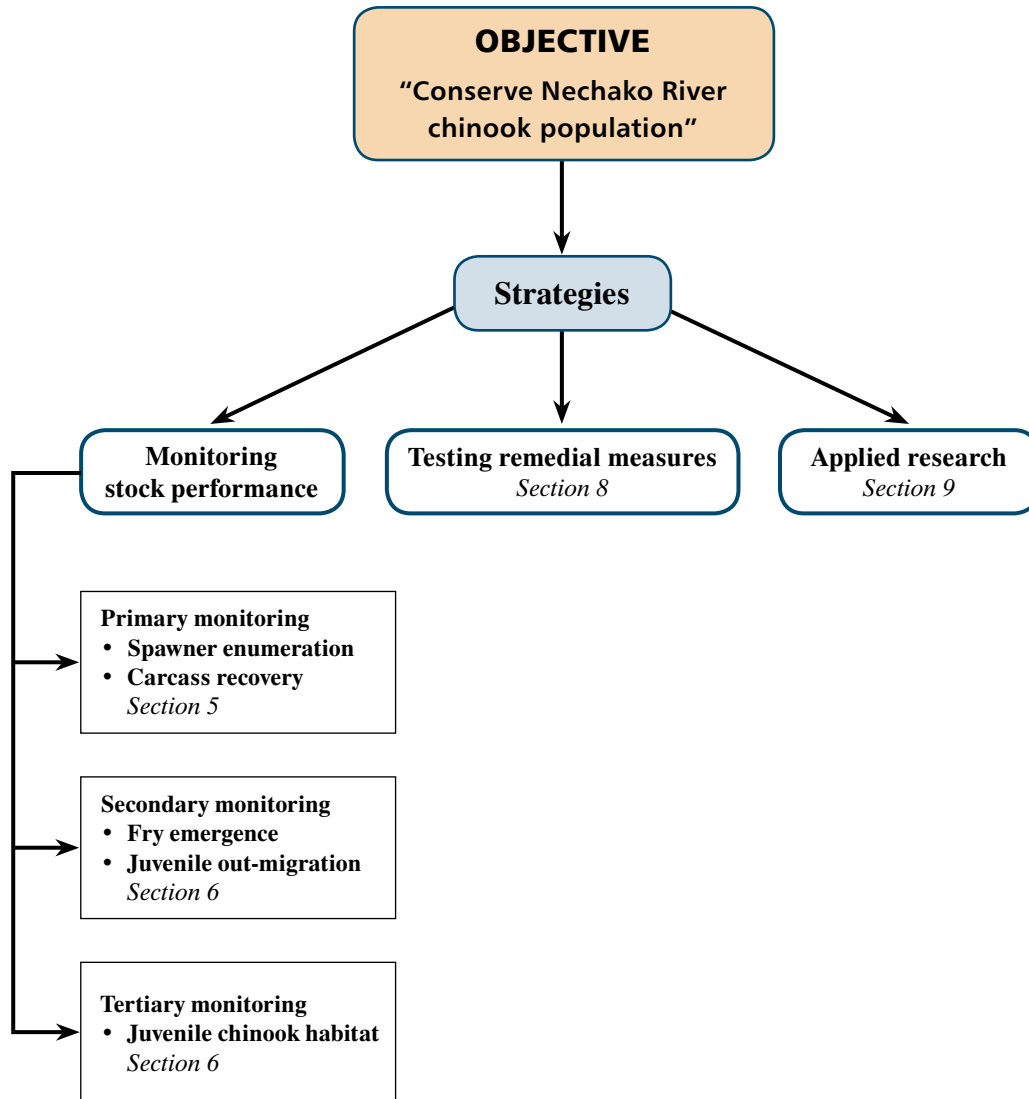 OBJECTIVE
“Conserve Nechako River
chinook population”
Strategies
Monitoring
stock performance
Testing remedial measures
Section 8
Applied research
Section 9
Primary monitoring
• Spawner enumeration
• Carcass recovery
Section 5
Secondary monitoring
• Fry emergence
• Juvenile out-migration
Section 6
Tertiary monitoring
• Juvenile chinook habitat
Section 6